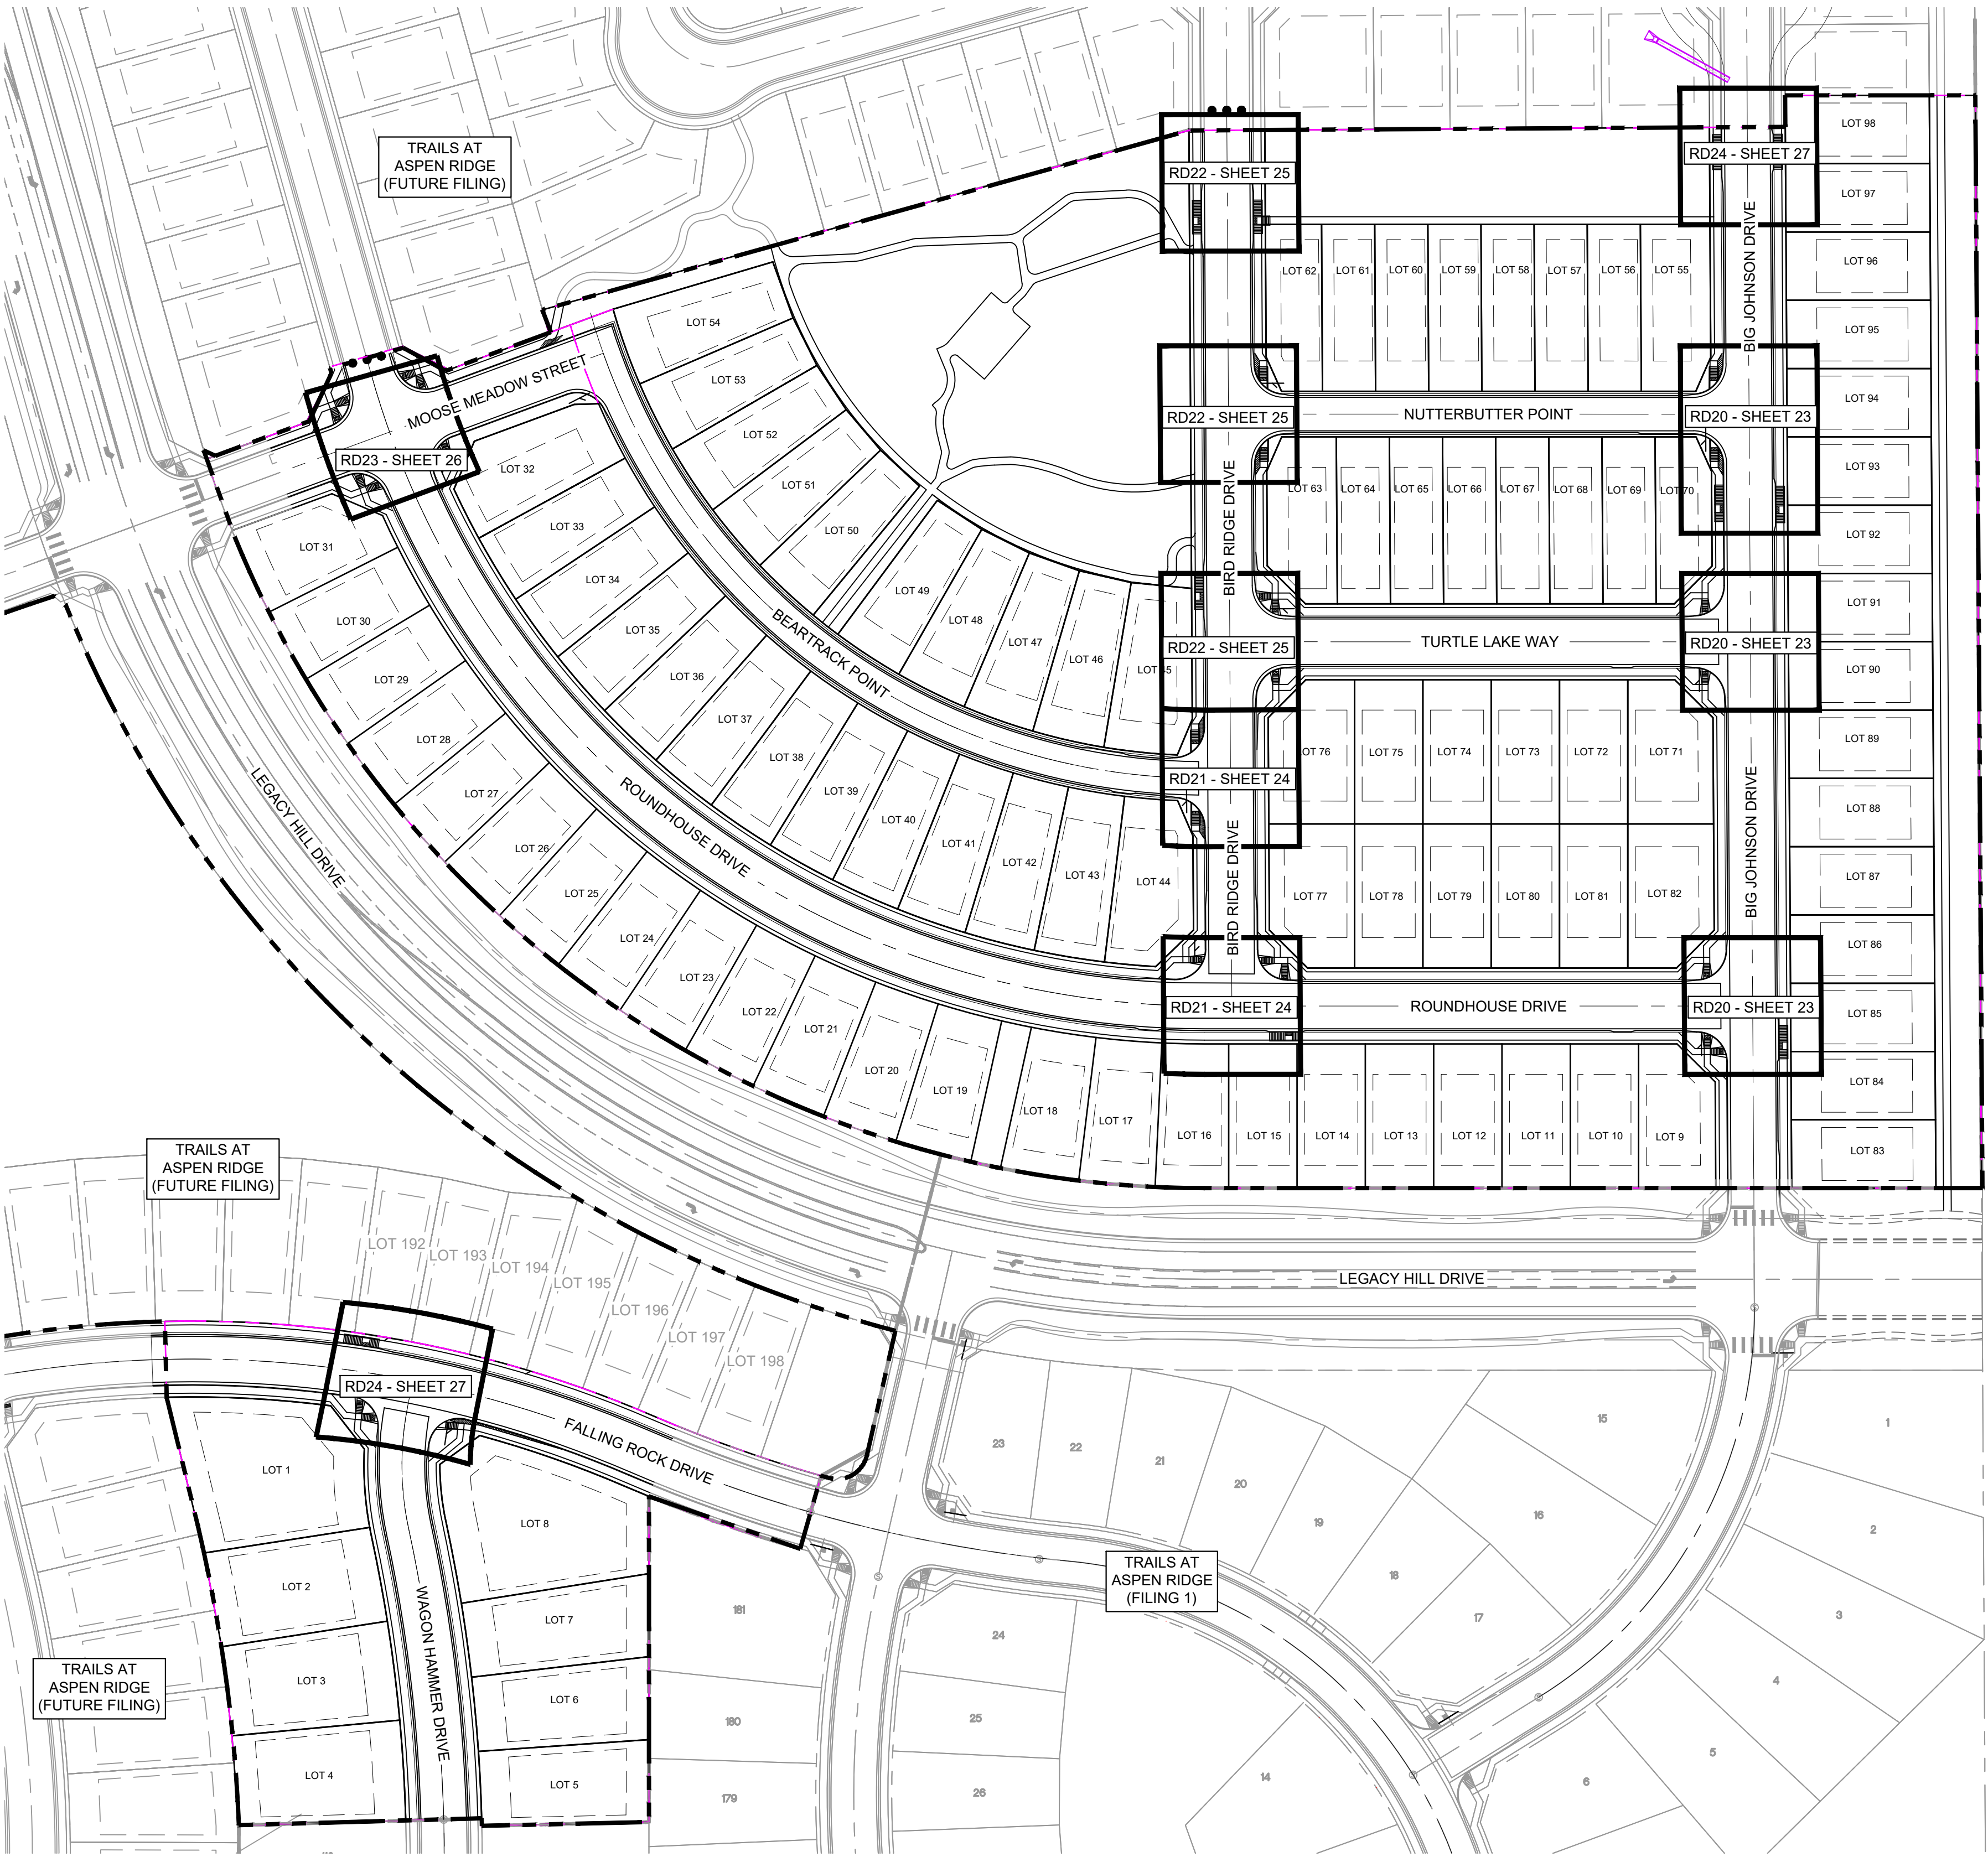 TRAILS AT
ASPEN RIDGE
(FUTURE FILING)
RD22 - SHEET 25
RD24 - SHEET 27
LOT 98
LOT 97
LOT 96
LOT 95
LOT 94
LOT 93
LOT 92
LOT 91
LOT 90
LOT 89
LOT 88
LOT 87
LOT 86
LOT 85
LOT 84
LOT 83
BIG JOHNSON DRIVE
LOT 62
LOT 61
LOT 60
LOT 59
LOT 58
LOT 57
LOT 56
LOT 55
LOT 54
LOT 53
LOT 52
LOT 51
LOT 50
MOOSE MEADOW STREET
RD23 - SHEET 26
RD22 - SHEET 25
NUTTERBUTTER POINT
RD20 - SHEET 23
BIRD RIDGE DRIVE
LOT 63
LOT 64
LOT 65
LOT 66
LOT 67
LOT 68
LOT 69
LOT 70
LOT 31
LOT 30
LOT 29
LOT 28
LOT 27
LOT 26
LOT 25
LOT 24
LOT 23
LOT 22
LOT 21
LOT 20
LOT 19
LOT 18
LOT 17
LOT 16
LOT 15
LOT 14
LOT 13
LOT 12
LOT 11
LOT 10
LOT 9
LOT 32
LOT 33
LOT 34
LOT 35
LOT 36
LOT 37
LOT 38
LOT 39
LOT 40
LOT 41
LOT 42
LOT 43
LOT 44
LOT 49
LOT 48
LOT 47
LOT 46
BEARTRACK POINT
RD22 - SHEET 25
TURTLE LAKE WAY
RD20 - SHEET 23
OT 76
LOT 75
LOT 74
LOT 73
LOT 72
LOT 71
RD21 - SHEET 24
BIRD RIDGE DRIVE
BIG JOHNSON DRIVE
LOT 77
LOT 78
LOT 79
LOT 80
LOT 81
LOT 82
ROUNDHOUSE DRIVE
LEGACY HILL DRIVE
RD21 - SHEET 24
ROUNDHOUSE DRIVE
RD20 - SHEET 23
TRAILS AT
ASPEN RIDGE
(FUTURE FILING)
LOT 192
LOT 193
LOT 194
LOT 195
LOT 196
LOT 197
LOT 198
LEGACY HILL DRIVE
RD24 - SHEET 27
FALLING ROCK DRIVE
LOT 1
LOT 2
LOT 3
LOT 4
LOT 8
LOT 7
LOT 6
LOT 5
WAGON HAMMER DRIVE
TRAILS AT
ASPEN RIDGE
(FUTURE FILING)
TRAILS AT
ASPEN RIDGE
(FILING 1)
23
22
21
20
19
18
17
16
15
1
2
3
4
5
6
14
181
180
179
24
25
26